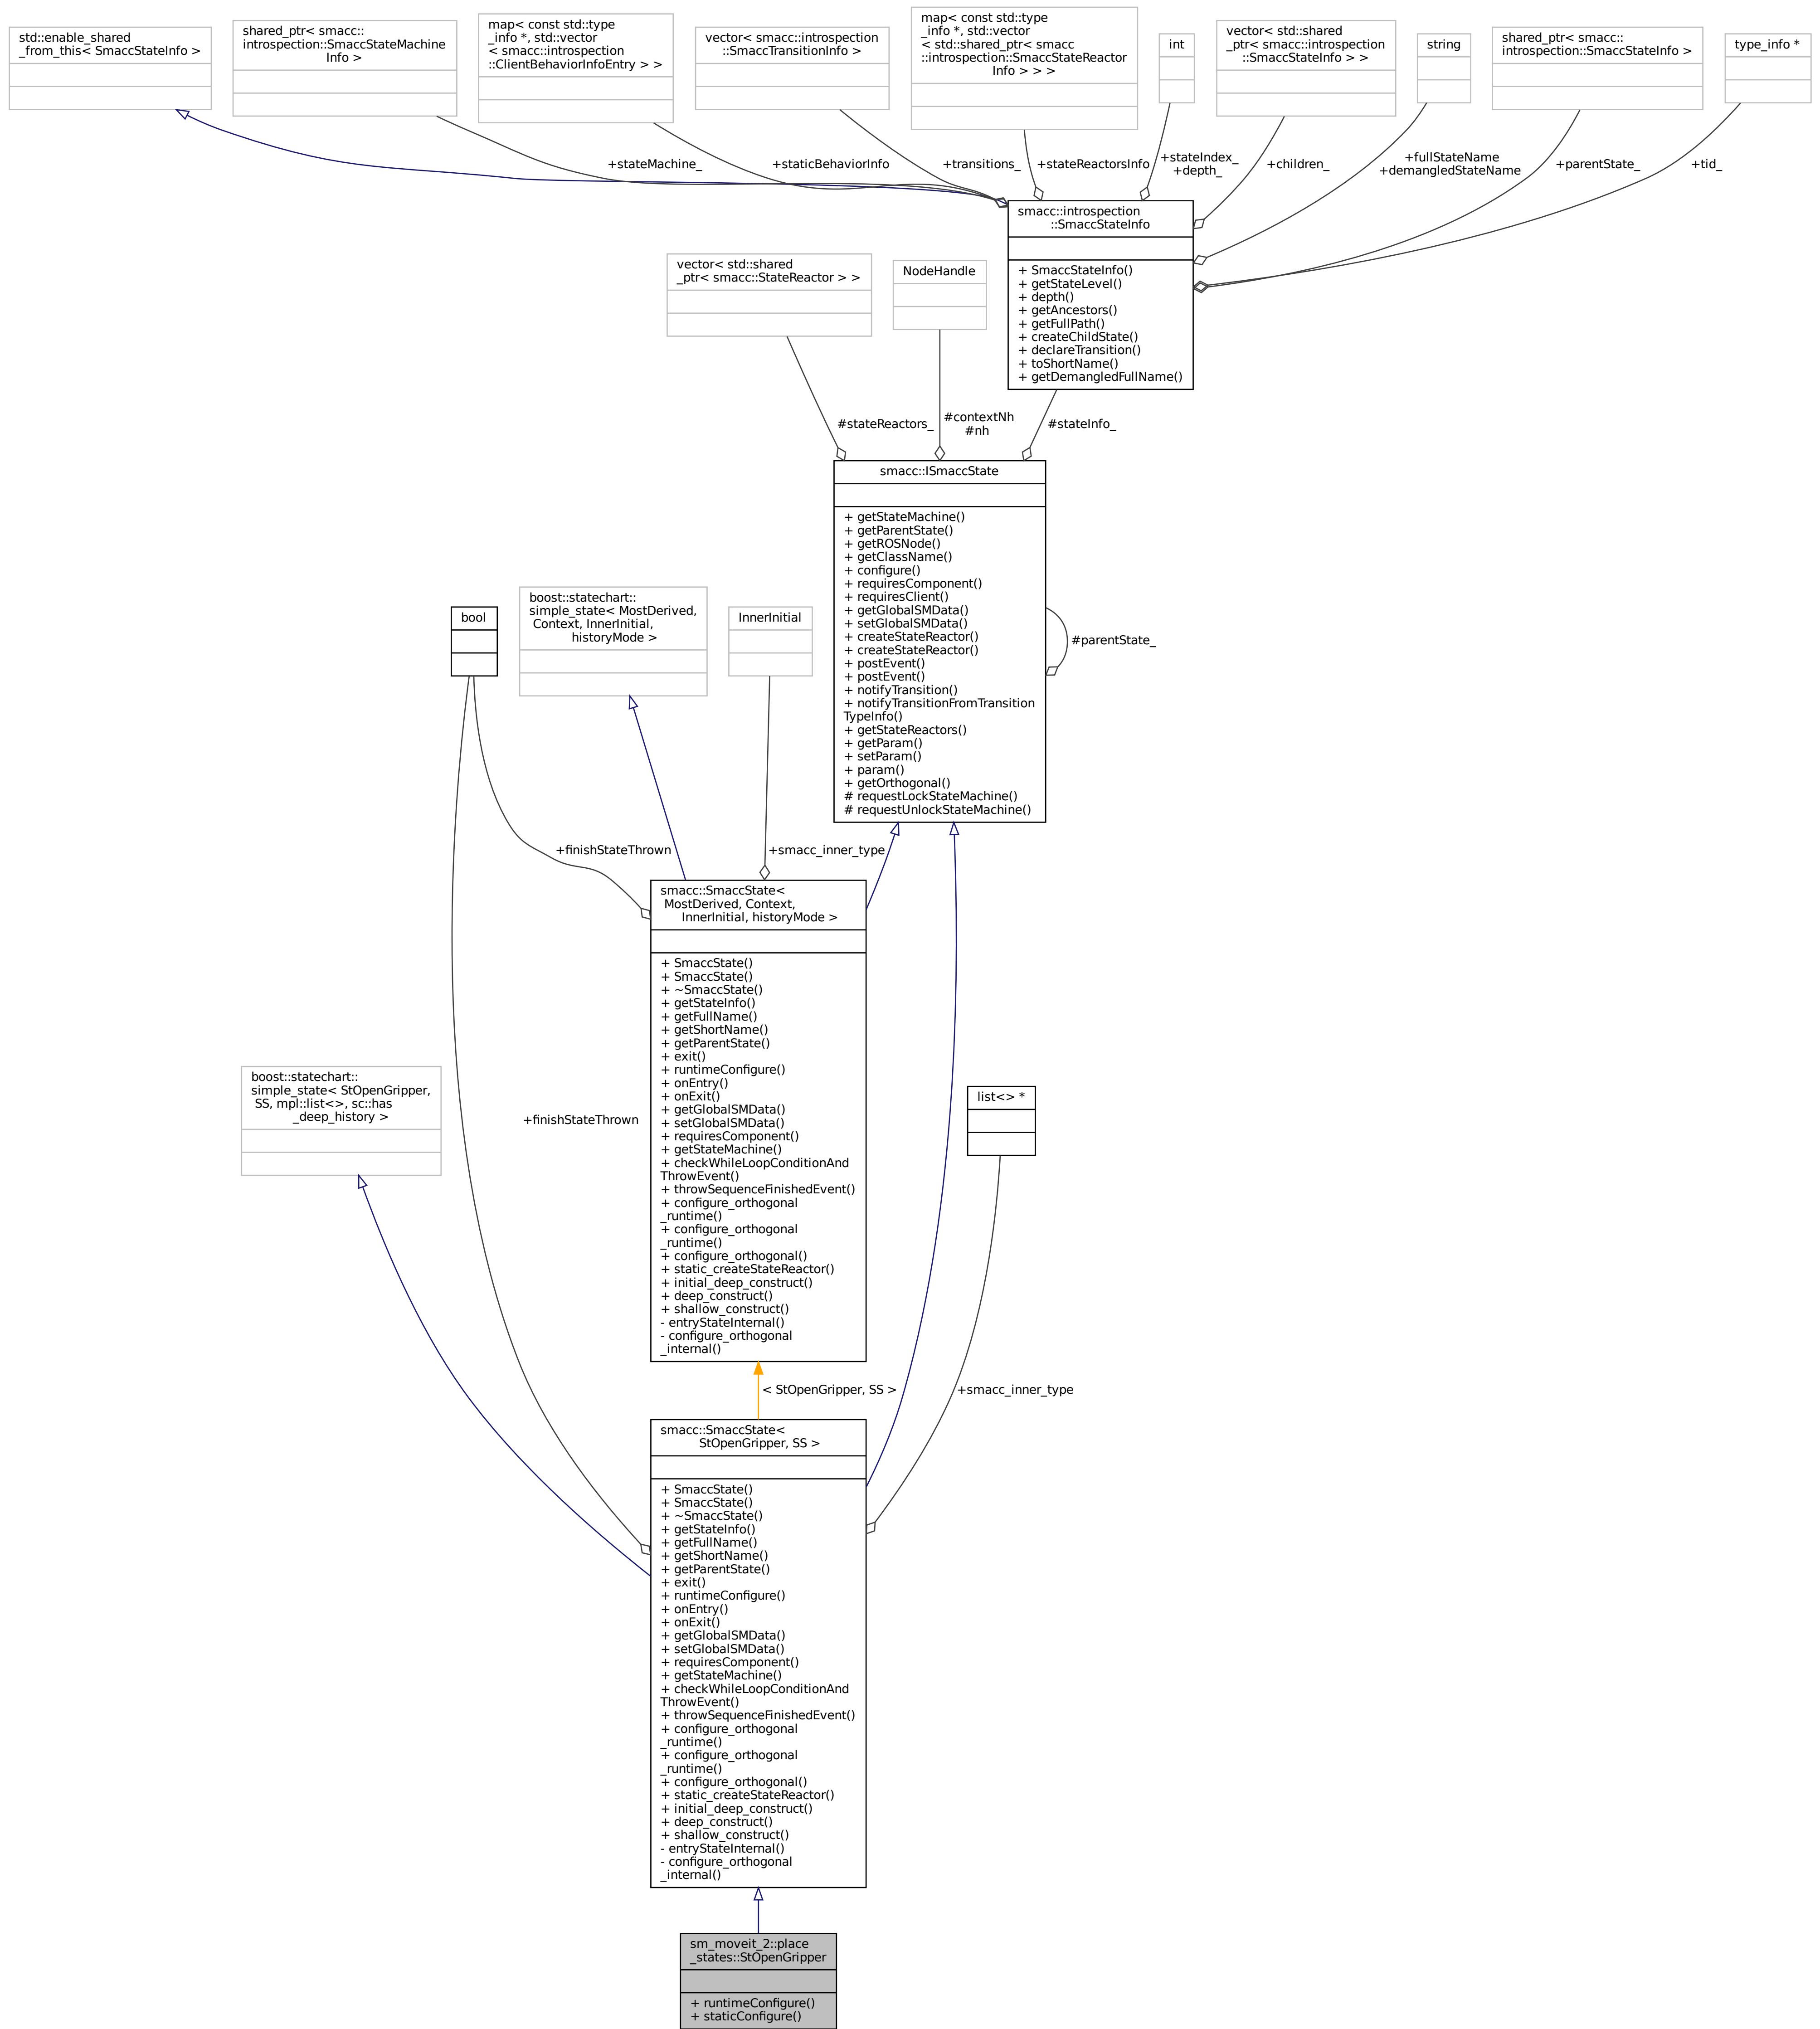 std::enable_shared
_from_this< SmaccStateInfo >
shared_ptr< smacc::
introspection::SmaccStateMachine
Info >
map< const std::type
_info *, std::vector
< smacc::introspection
::ClientBehaviorInfoEntry > >
vector< smacc::introspection
::SmaccTransitionInfo >
map< const std::type
_info *, std::vector
< std::shared_ptr< smacc
::introspection::SmaccStateReactor
Info > > >
int
vector< std::shared
_ptr< smacc::introspection
::SmaccStateInfo > >
string
shared_ptr< smacc::
introspection::SmaccStateInfo >
type_info *
+stateMachine_
+staticBehaviorInfo
+transitions_
+stateReactorsInfo
+stateIndex_
+depth_
+children_
+fullStateName
+demangledStateName
+parentState_
+tid_
smacc::introspection
::SmaccStateInfo
+ SmaccStateInfo()
+ getStateLevel()
+ depth()
+ getAncestors()
+ getFullPath()
+ createChildState()
+ declareTransition()
+ toShortName()
+ getDemangledFullName()
vector< std::shared
_ptr< smacc::StateReactor > >
NodeHandle
#stateReactors_
#contextNh
#nh
#stateInfo_
smacc::ISmaccState
+ getStateMachine()
+ getParentState()
+ getROSNode()
+ getClassName()
+ configure()
+ requiresComponent()
+ requiresClient()
+ getGlobalSMData()
+ setGlobalSMData()
+ createStateReactor()
+ createStateReactor()
+ postEvent()
+ postEvent()
+ notifyTransition()
+ notifyTransitionFromTransition
TypeInfo()
+ getStateReactors()
+ getParam()
+ setParam()
+ param()
+ getOrthogonal()
# requestLockStateMachine()
# requestUnlockStateMachine()
#parentState_
bool
boost::statechart::
simple_state< MostDerived,
Context, InnerInitial,
historyMode >
InnerInitial
+finishStateThrown
+smacc_inner_type
smacc::SmaccState<
MostDerived, Context,
InnerInitial, historyMode >
+ SmaccState()
+ SmaccState()
+ ~SmaccState()
+ getStateInfo()
+ getFullName()
+ getShortName()
+ getParentState()
+ exit()
+ runtimeConfigure()
+ onEntry()
+ onExit()
+ getGlobalSMData()
+ setGlobalSMData()
+ requiresComponent()
+ getStateMachine()
+ checkWhileLoopConditionAnd
ThrowEvent()
+ throwSequenceFinishedEvent()
+ configure_orthogonal
_runtime()
+ configure_orthogonal
_runtime()
+ configure_orthogonal()
+ static_createStateReactor()
+ initial_deep_construct()
+ deep_construct()
+ shallow_construct()
- entryStateInternal()
- configure_orthogonal
_internal()
boost::statechart::
simple_state< StOpenGripper,
SS, mpl::list<>, sc::has
_deep_history >
+finishStateThrown
list<> *
< StOpenGripper, SS >
+smacc_inner_type
smacc::SmaccState<
StOpenGripper, SS >
+ SmaccState()
+ SmaccState()
+ ~SmaccState()
+ getStateInfo()
+ getFullName()
+ getShortName()
+ getParentState()
+ exit()
+ runtimeConfigure()
+ onEntry()
+ onExit()
+ getGlobalSMData()
+ setGlobalSMData()
+ requiresComponent()
+ getStateMachine()
+ checkWhileLoopConditionAnd
ThrowEvent()
+ throwSequenceFinishedEvent()
+ configure_orthogonal
_runtime()
+ configure_orthogonal
_runtime()
+ configure_orthogonal()
+ static_createStateReactor()
+ initial_deep_construct()
+ deep_construct()
+ shallow_construct()
- entryStateInternal()
- configure_orthogonal
_internal()
sm_moveit_2::place
_states::StOpenGripper
+ runtimeConfigure()
+ staticConfigure()